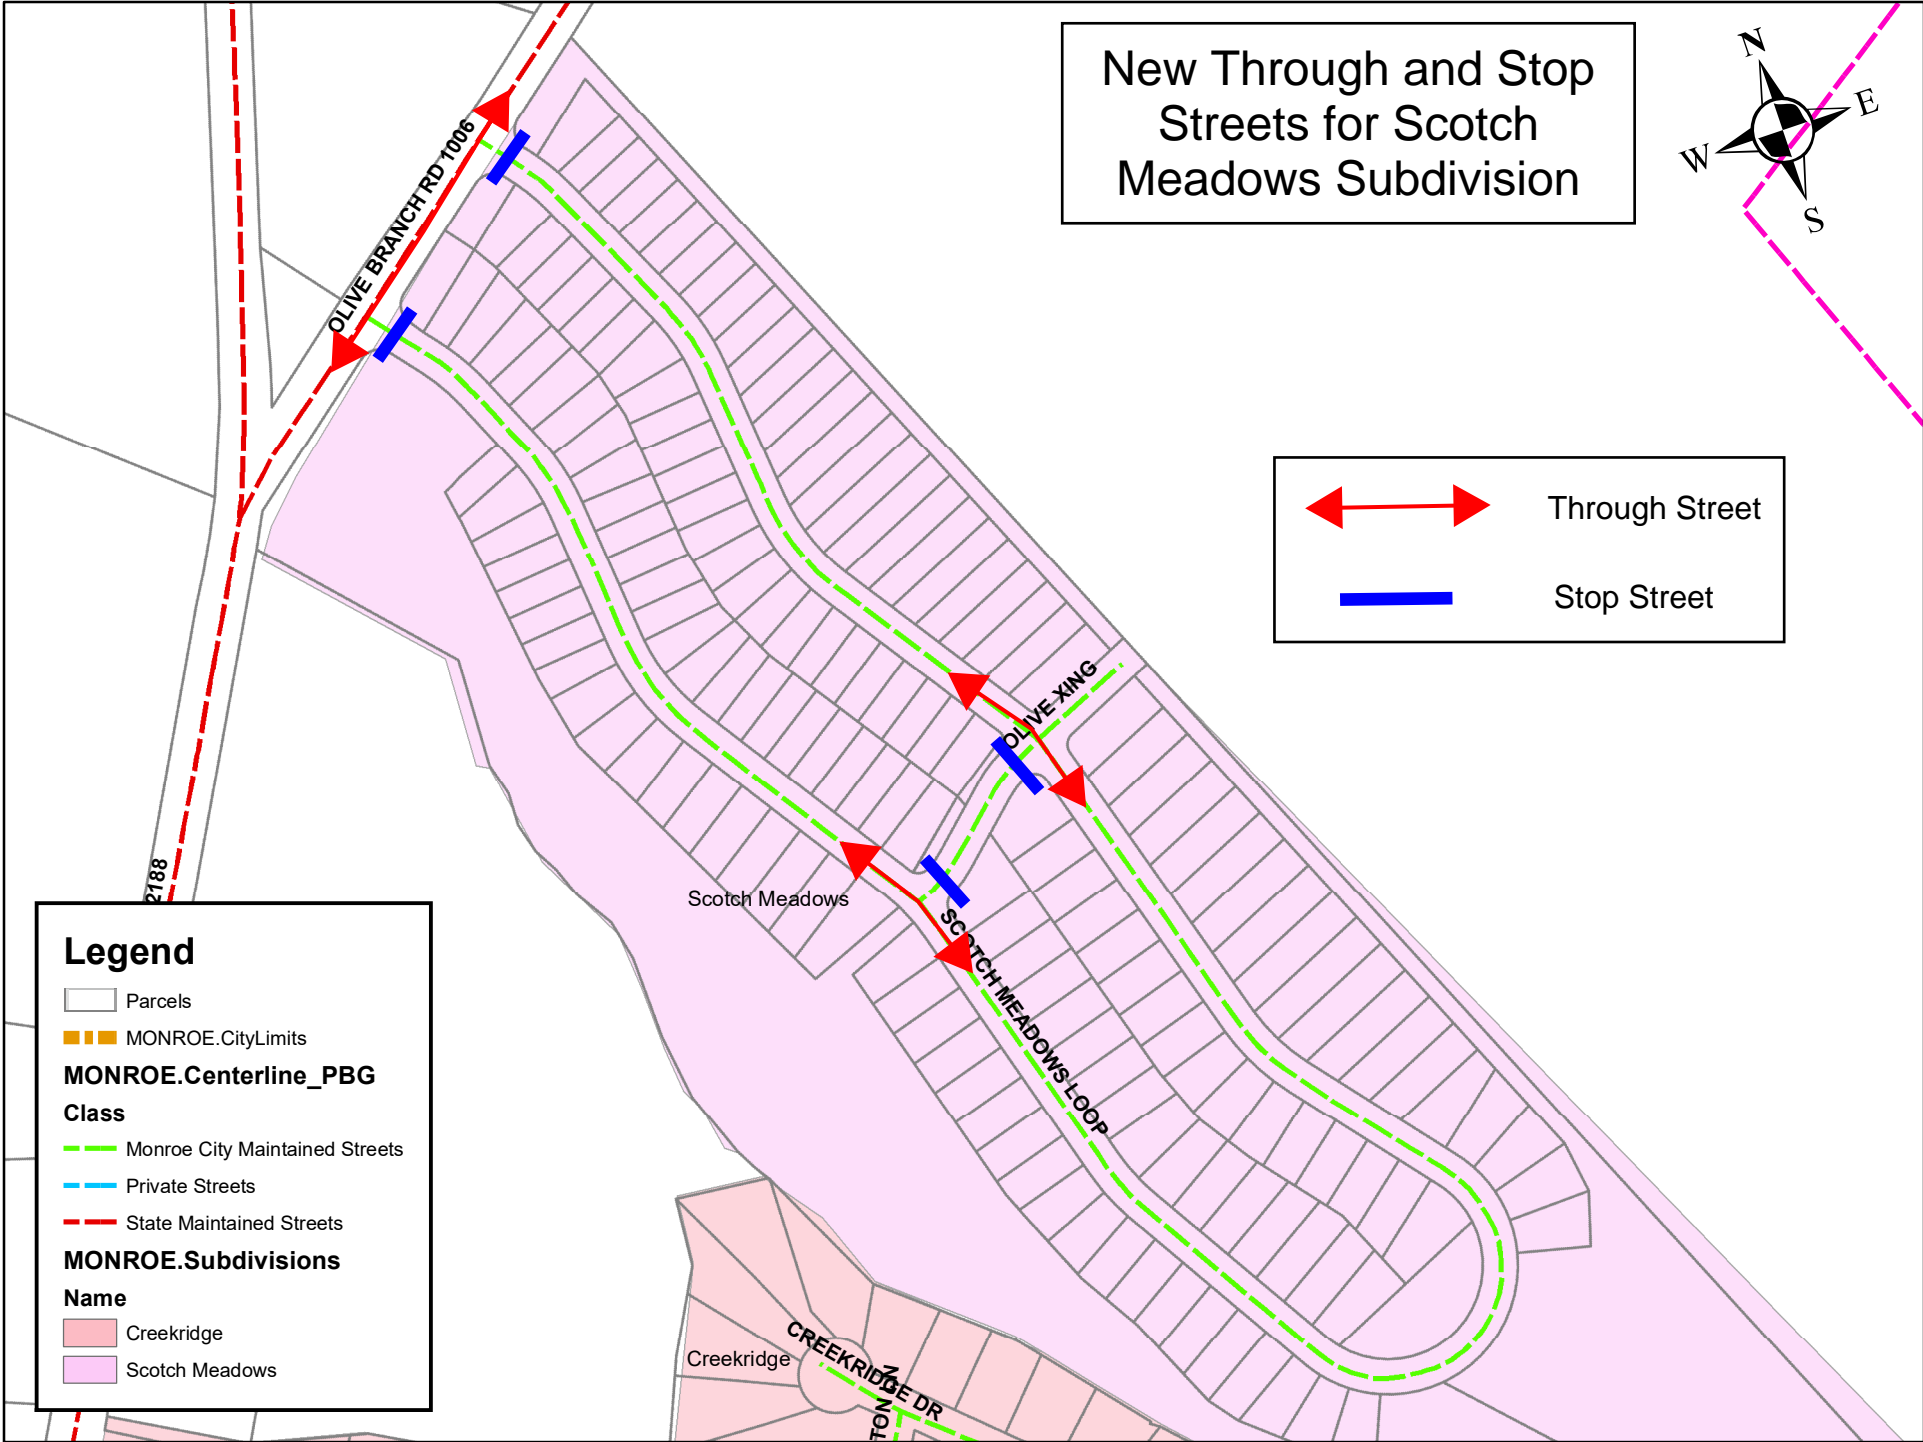 New Through and Stop
Streets for Scotch
Meadows Subdivision
N
E
W
S
OLIVE BRANCH RD 1006
Through Street
Stop Street
OLIVE XING
2188
Scotch Meadows
SCOTCH MEADOWS LOOP
Legend
Parcels
MONROE.CityLimits
MONROE.Centerline_PBG
Class
Monroe City Maintained Streets
Private Streets
State Maintained Streets
MONROE.Subdivisions
Name
Creekridge
Scotch Meadows
Creekridge
CREEKRIDGE DR
TON